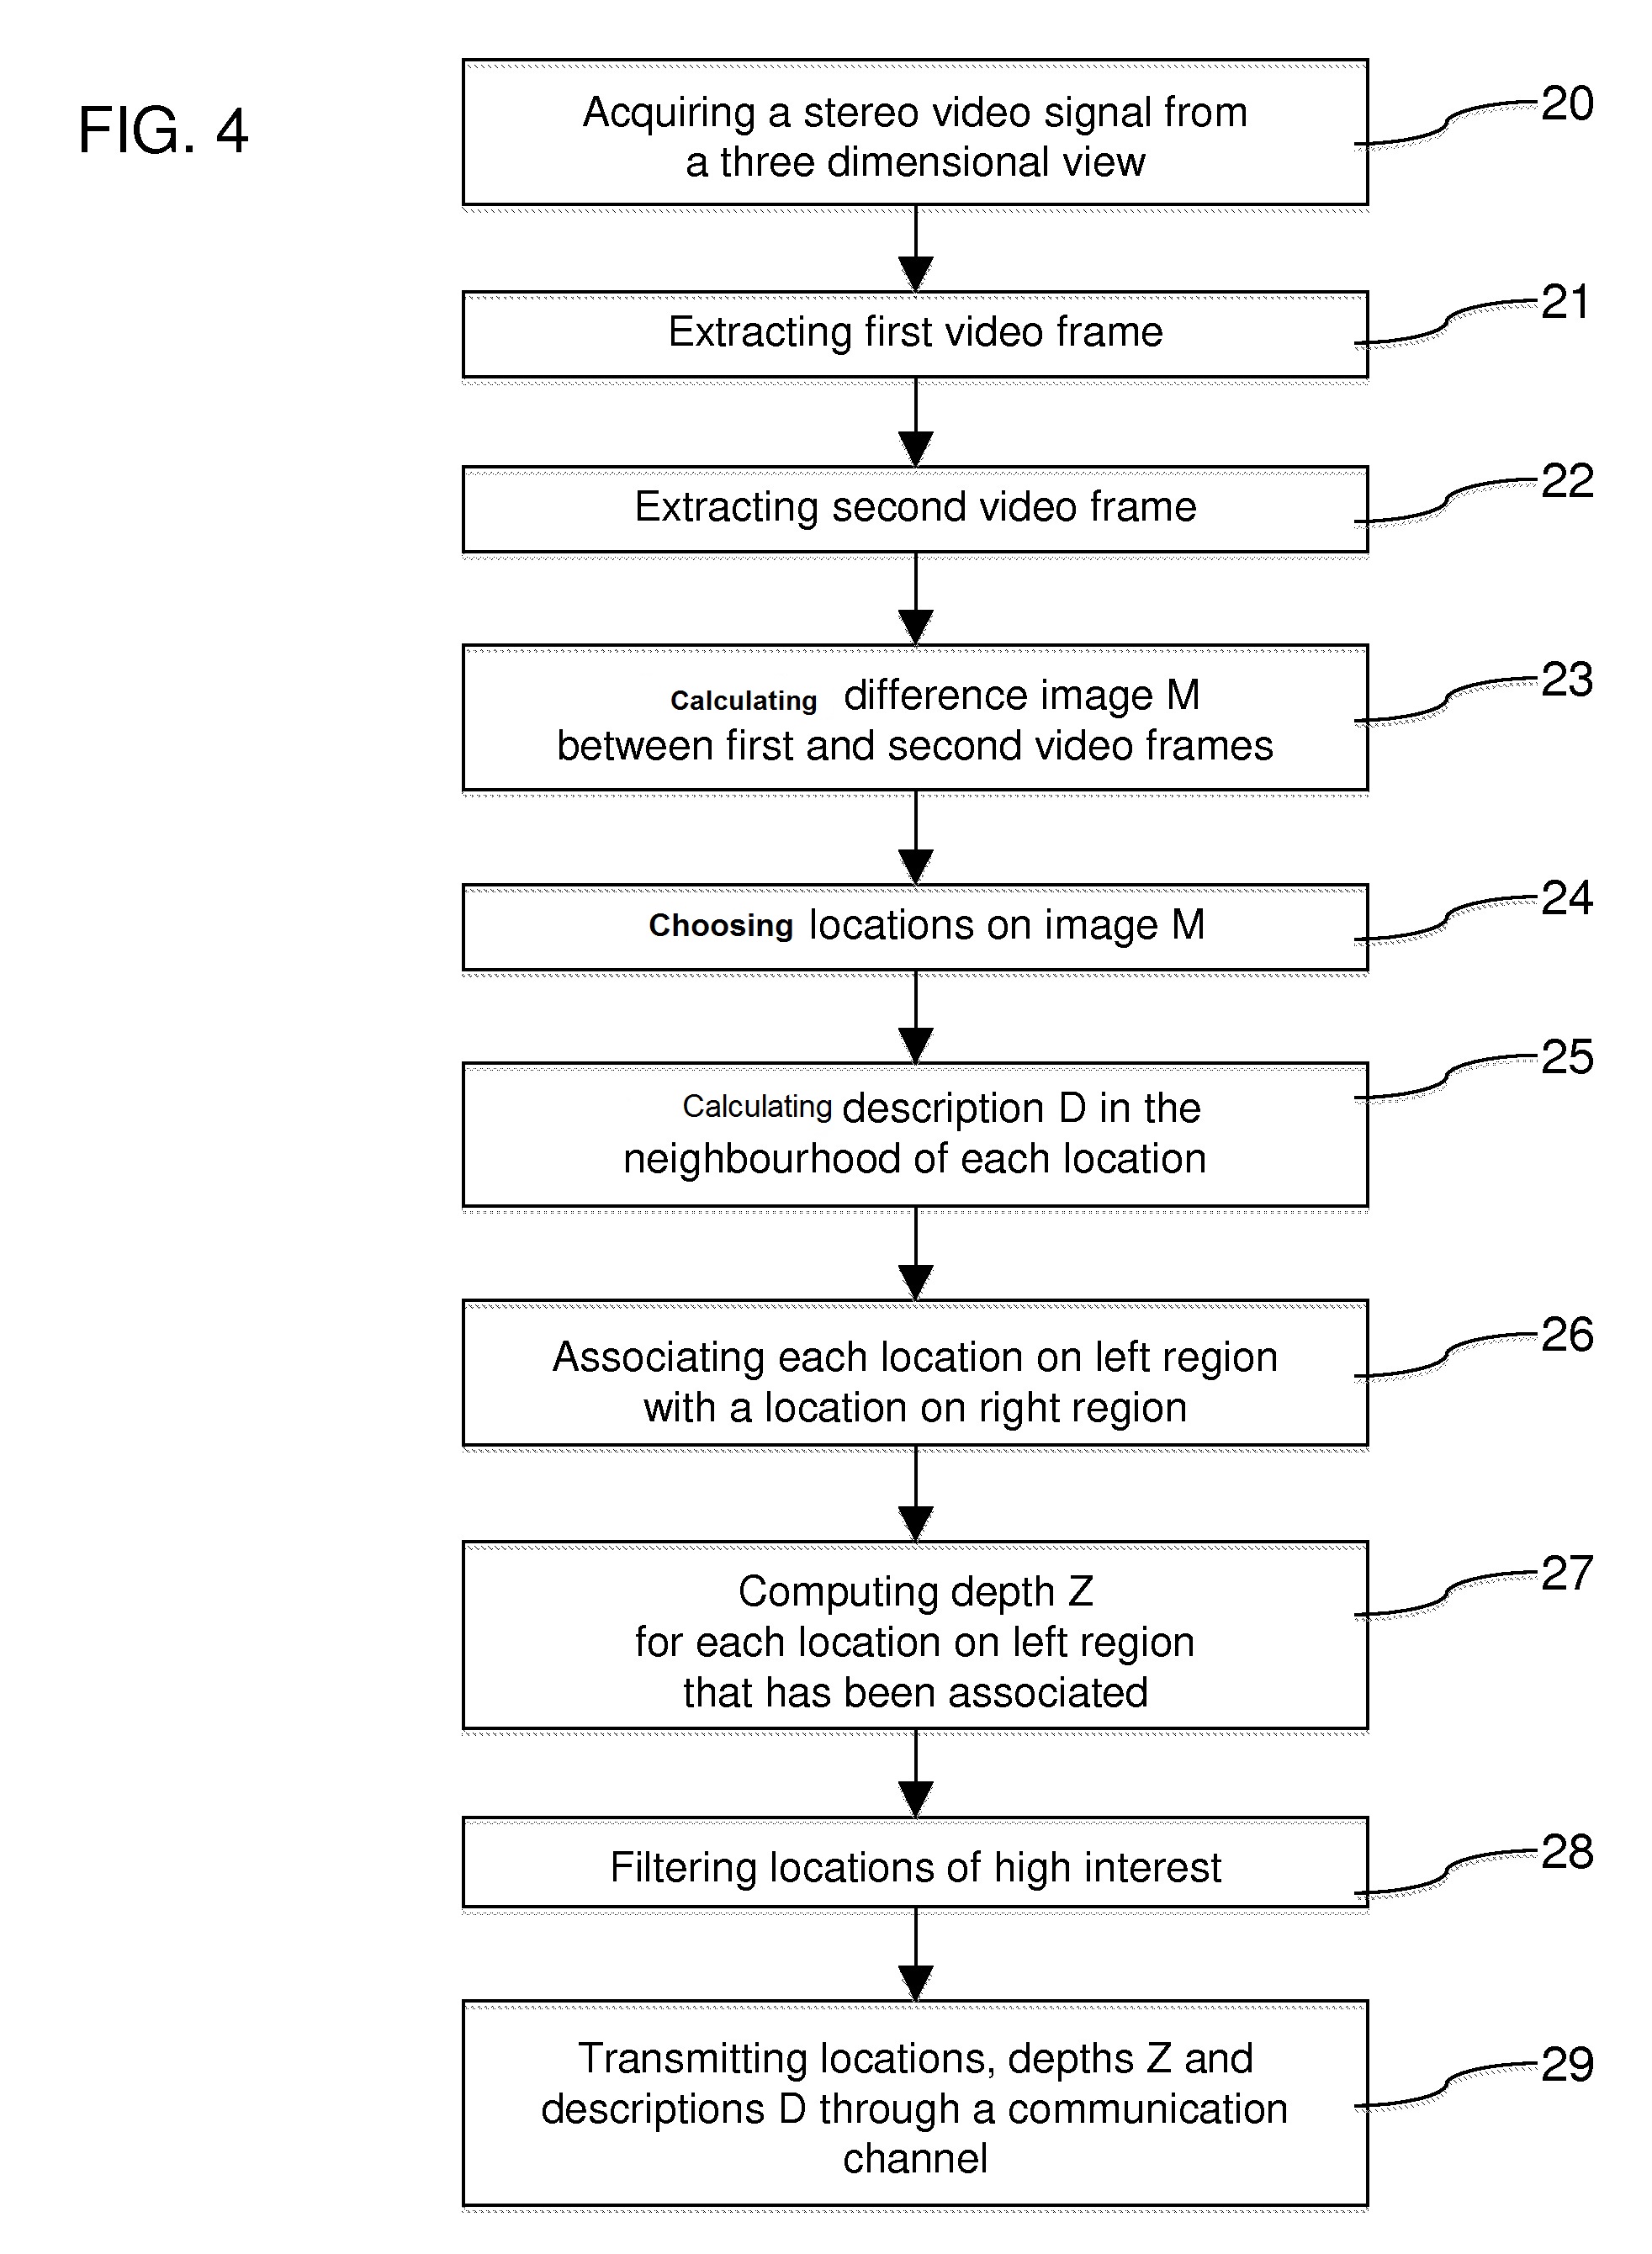 FIG. 4
Acquiring a stereo video signal from
a three dimensional view
20
Extracting first video frame
21
Extracting second video frame
22
Calculating difference image M
between first and second video frames
23
Choosing locations on image M
24
Calculating description D in the
neighbourhood of each location
25
Associating each location on left region
with a location on right region
26
Computing depth Z
for each location on left region
that has been associated
27
Filtering locations of high interest
28
Transmitting locations, depths Z and
descriptions D through a communication
channel
29